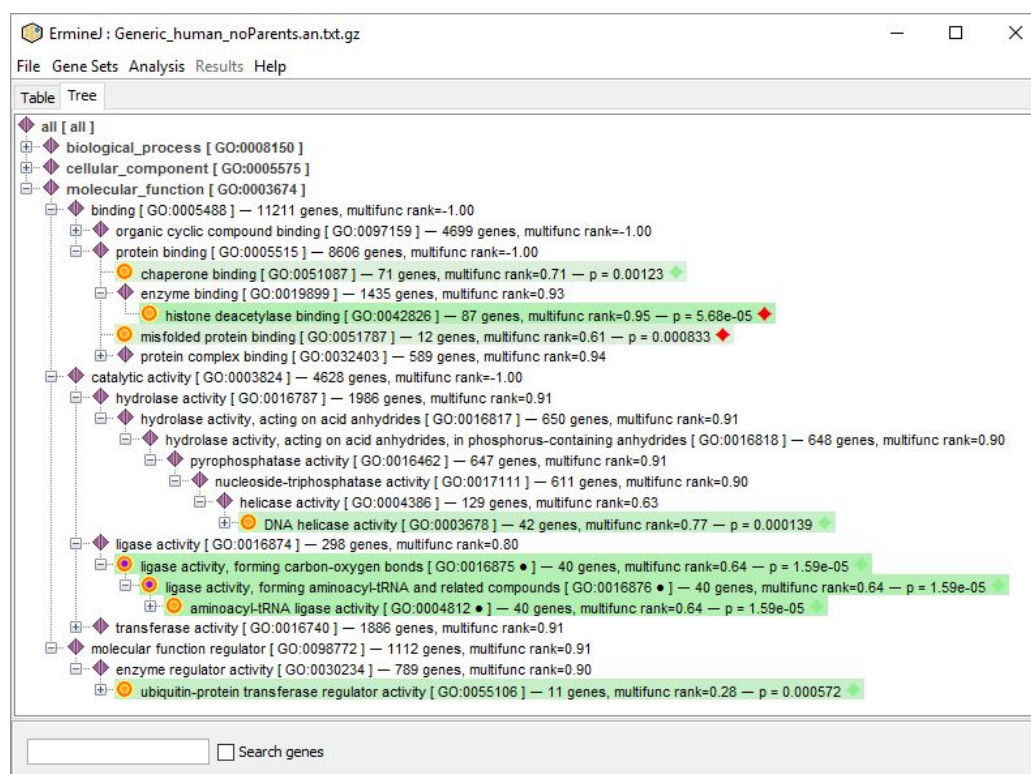 ErmineJ : Generic_human_noParents.an.txt.gz
File Gene Sets Analysis Results Help
Table Tree
all [ all ]
biological_process [ GO:0008150 ]
cellular_component [ GO:0005575 ]
molecular_function [ GO:0003674 ]
binding [ GO:0005488 ] — 11211 genes, multifunc rank=-1.00
organic cyclic compound binding [ GO:0097159 ] — 4699 genes, multifunc rank=-1.00
protein binding [ GO:0005515 ] — 8606 genes, multifunc rank=-1.00
chaperone binding [ GO:0051087 ] — 71 genes, multifunc rank=0.71 — p = 0.00123
enzyme binding [ GO:0019899 ] — 1435 genes, multifunc rank=0.93
histone deacetylase binding [ GO:0042826 ] — 87 genes, multifunc rank=0.95 — p = 5.68e-05
misfolded protein binding [ GO:0051787 ] — 12 genes, multifunc rank=0.61 — p = 0.000833
protein complex binding [ GO:0032403 ] — 589 genes, multifunc rank=0.94
catalytic activity [ GO:0003824 ] — 4628 genes, multifunc rank=-1.00
hydrolase activity [ GO:0016787 ] — 1986 genes, multifunc rank=0.91
hydrolase activity, acting on acid anhydrides [ GO:0016817 ] — 650 genes, multifunc rank=0.91
hydrolase activity, acting on acid anhydrides, in phosphorus-containing anhydrides [ GO:0016818 ] — 648 genes, multifunc rank=0.90
pyrophosphatase activity [ GO:0016462 ] — 647 genes, multifunc rank=0.91
nucleoside-triphosphatase activity [ GO:0017111 ] — 611 genes, multifunc rank=0.90
helicase activity [ GO:0004386 ] — 129 genes, multifunc rank=0.63
DNA helicase activity [ GO:0003678 ] — 42 genes, multifunc rank=0.77 — p = 0.000139
ligase activity [ GO:0016874 ] — 298 genes, multifunc rank=0.80
ligase activity, forming carbon-oxygen bonds [ GO:0016875 ● ] — 40 genes, multifunc rank=0.64 — p = 1.59e-05
ligase activity, forming aminoacyl-tRNA and related compounds [ GO:0016876 ● ] — 40 genes, multifunc rank=0.64 — p = 1.59e-05
aminoacyl-tRNA ligase activity [ GO:0004812 ● ] — 40 genes, multifunc rank=0.64 — p = 1.59e-05
transferase activity [ GO:0016740 ] — 1886 genes, multifunc rank=0.91
molecular function regulator [ GO:0098772 ] — 1112 genes, multifunc rank=0.91
enzyme regulator activity [ GO:0030234 ] — 789 genes, multifunc rank=0.90
ubiquitin-protein transferase regulator activity [ GO:0055106 ] — 11 genes, multifunc rank=0.28 — p = 0.000572
Search genes